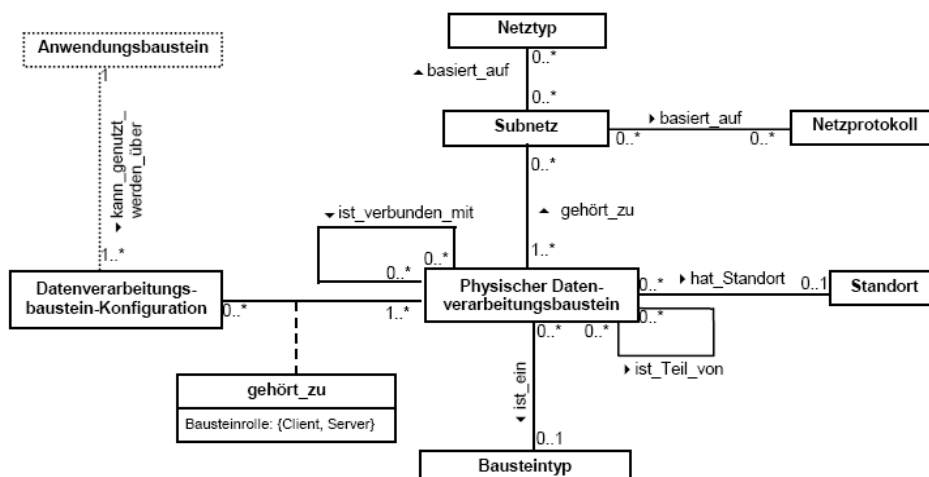 Netztyp
Anwendungsbaustein
0..*
1
basiert_auf
0..*
Subnetz
basiert_auf
Netzprotokoll
0..*
0..*
0..*
kann_genutzt_
werden_über
ist_verbunden_mit
gehört_zu
1..*
0..*
1..*
0..*
Datenverarbeitungs-
baustein-Konfiguration
Physischer Daten-
verarbeitungsbaustein
hat_Standort
Standort
0..*
0..1
0..*
1..*
0..*
0..*
0..*
ist_Teil_von
ist_ein
gehört_zu
Bausteinrolle: {Client, Server}
0..1
Bausteintyp